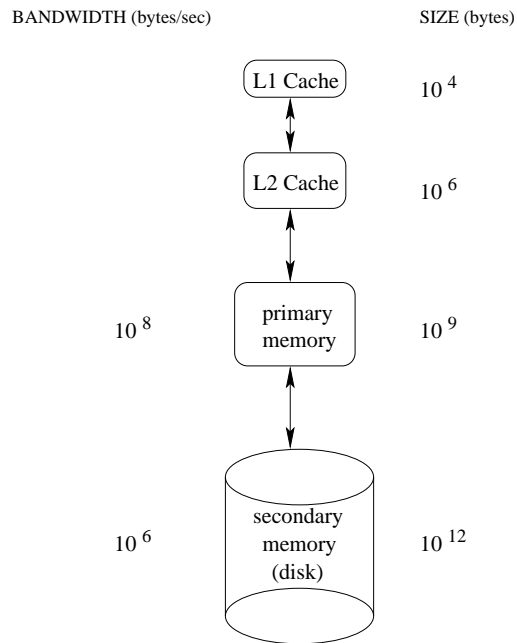 BANDWIDTH (bytes/sec)
SIZE (bytes)
L1 Cache
10 4
L2 Cache
10 6
primary
memory
10 8
10 9
secondary
memory
(disk)
10 6
10 12